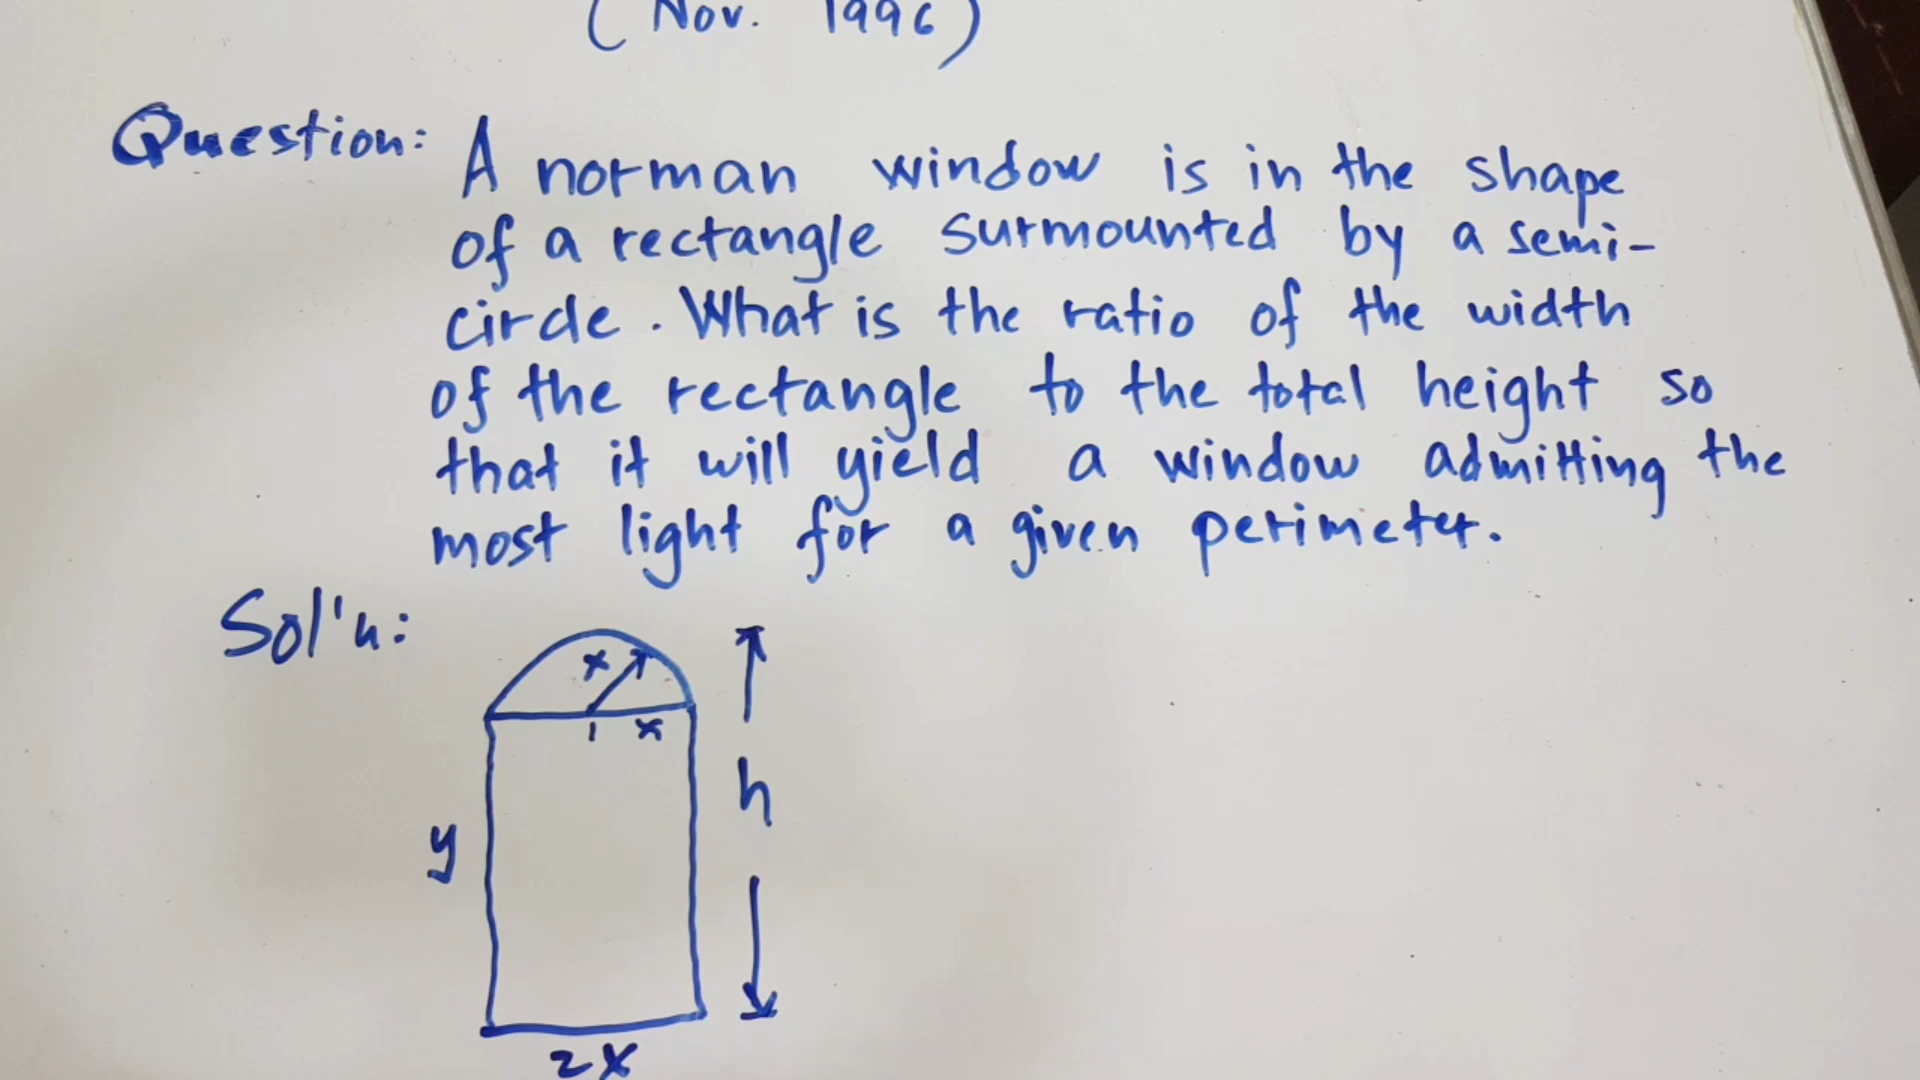 (Nov. 1996)
Question: A norman window is in the shape
of a rectangle surmounted by a semi-
circle. What is the ratio of the width
of the rectangle to the total height so
that it will yield a window admitting the
most light for a given perimeter.
Sol'n:
x
x
h
y
2x